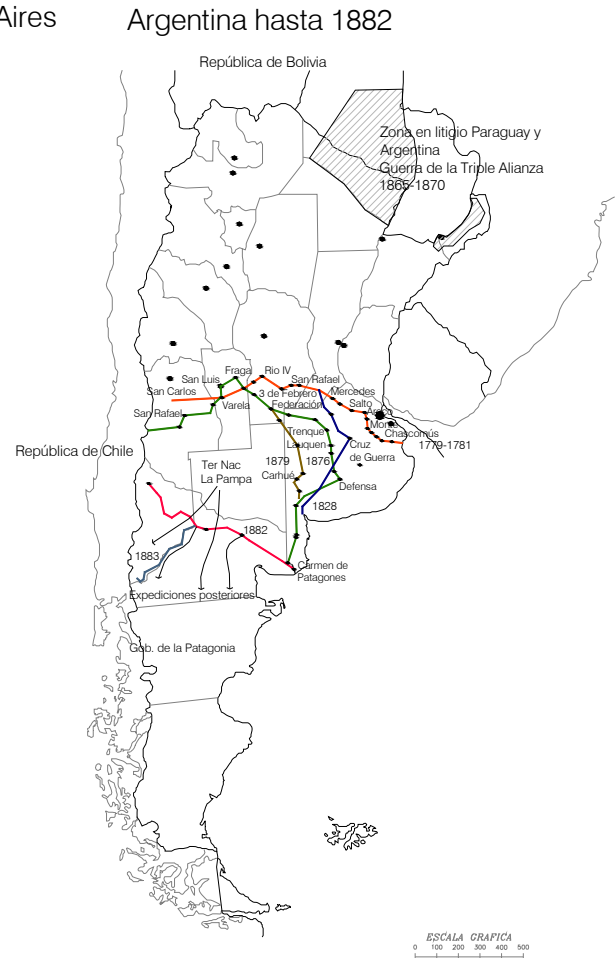 Aires
Argentina hasta 1882
República de Bolivia
Zona en litigio Paraguay y
Argentina
Guerra de la Triple Alianza
1865-1870
Fraga
Rio IV
San Luis
San Rafael
San Carlos
3 de Febrero
Mercedes
Varela
Federación
Salto
Areco
San Rafael
Monte
Trenque
Lauquen
Chascomús
Cruz
de Guerra
1779-1781
República de Chile
Ter Nac
La Pampa
1879
1876
Carhué
Defensa
1828
1882
1883
Carmen de
Patagones
Expediciones posteriores
Gob. de la Patagonia
ESCALA GRAFICA
0 100 200 300 400 500